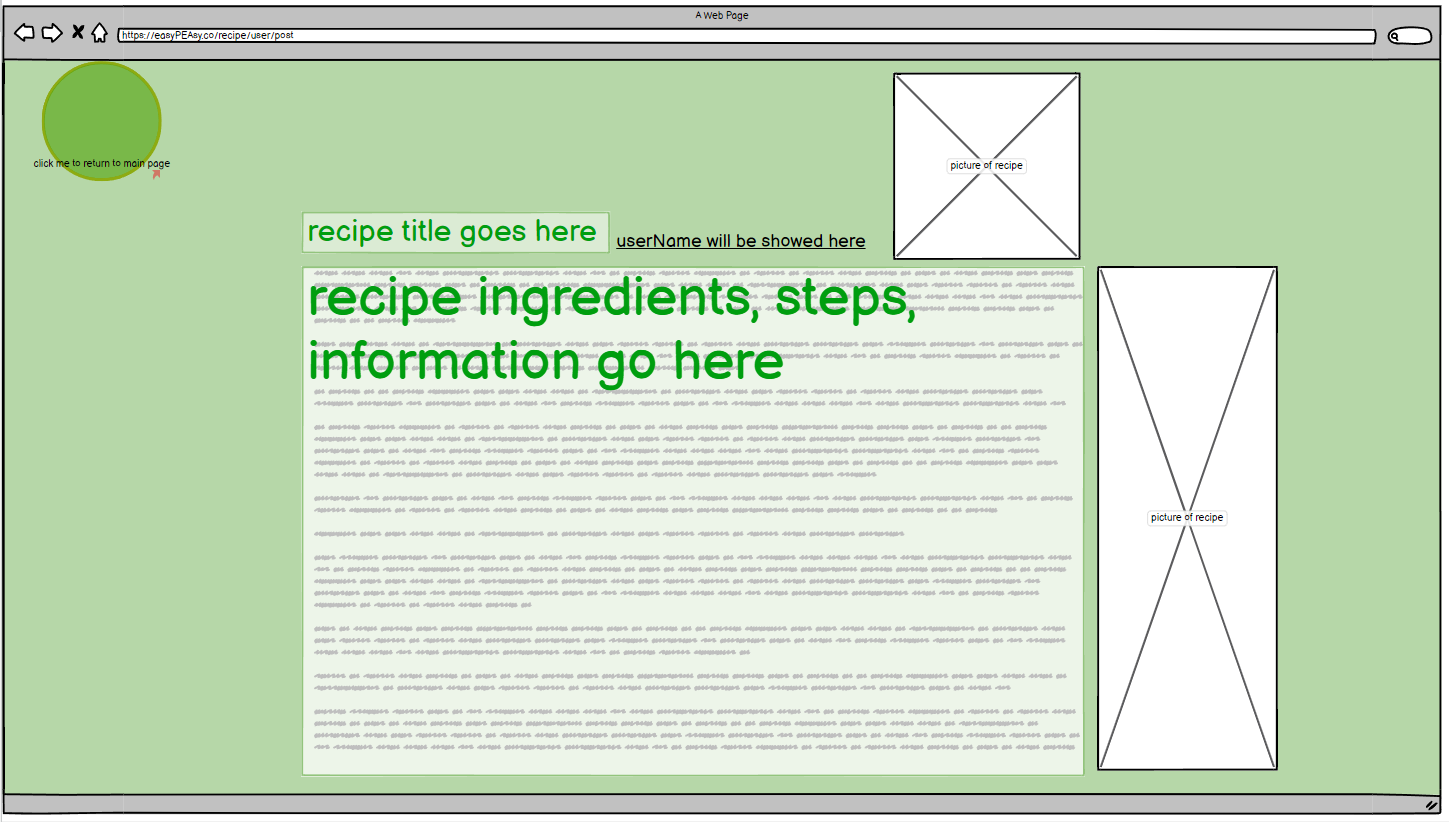 A Web Page
https://easyPEAsy.co/recipe/user/post
click me to return to main page
picture of recipe
recipe title goes here
userName will be showed here
recipe ingredients, steps,
information go here
picture of recipe